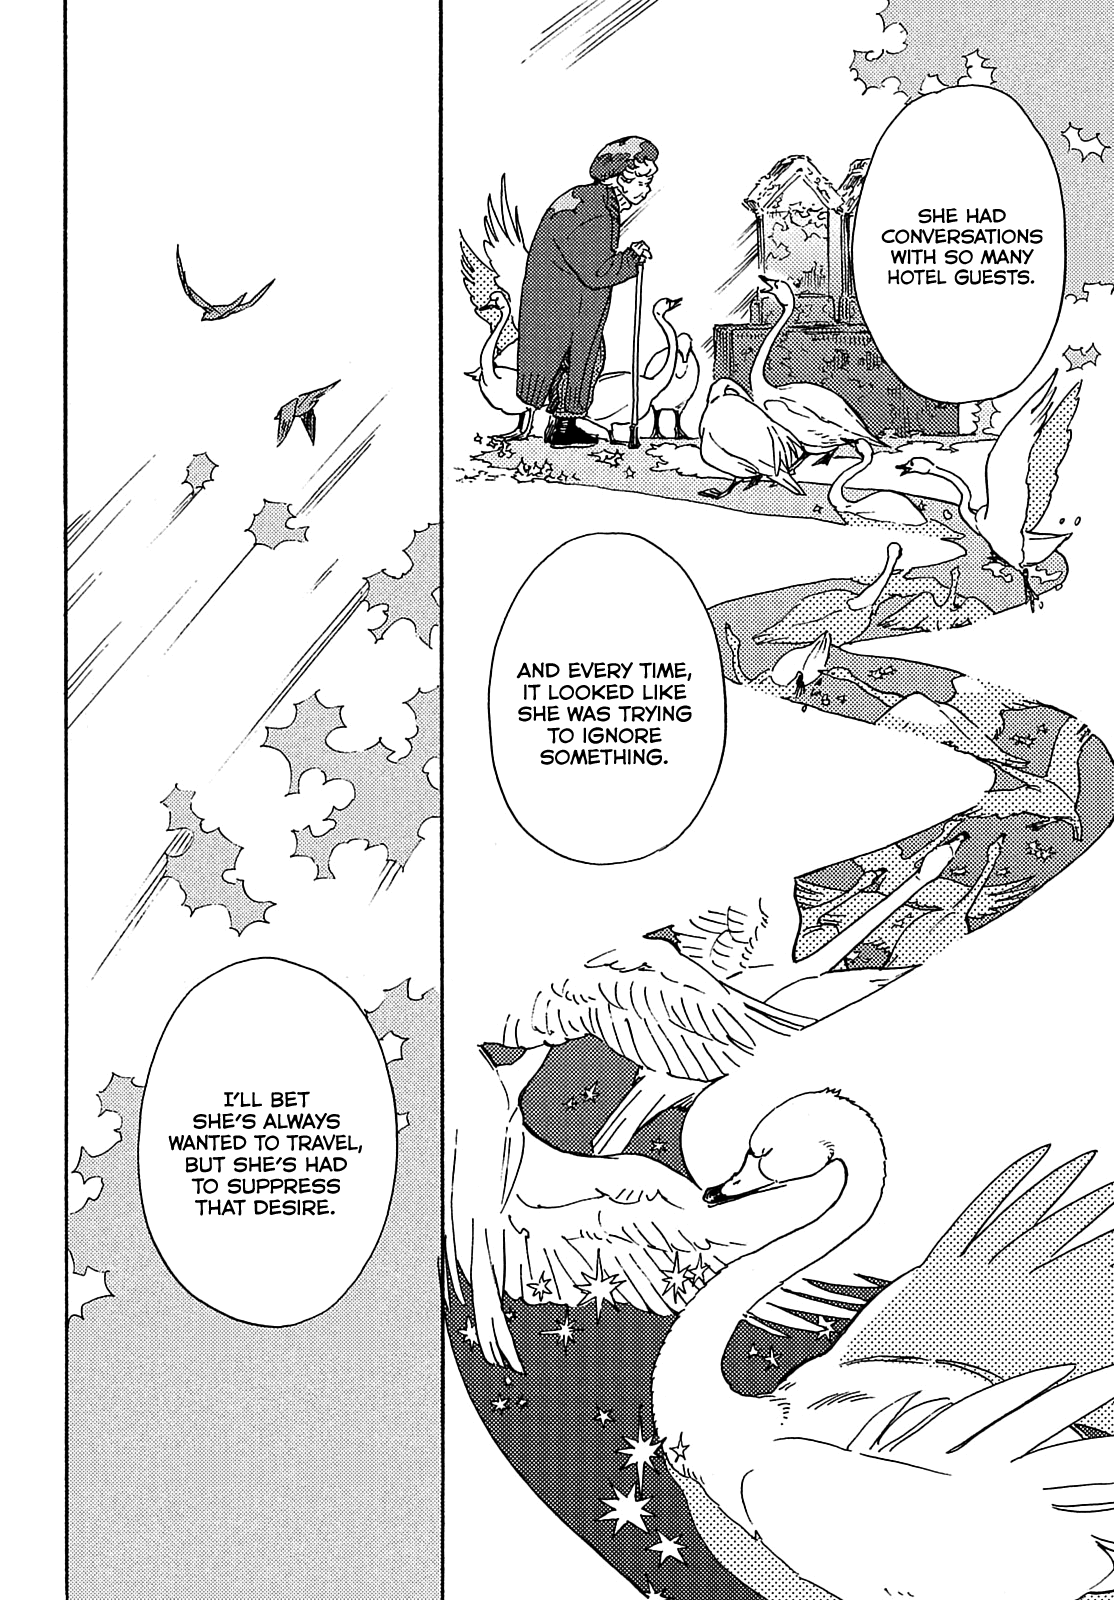 SHE HAD
CONVERSATIONS
WITH SO MANY
HOTEL GUESTS.
AND EVERY TIME,
IT LOOKED LIKE
SHE WAS TRYING
TO IGNORE
SOMETHING.
I'LL BET
SHE'S ALWAYS
WANTED TO TRAVEL,
BUT SHE'S HAD
TO SUPPRESS
THAT DESIRE.